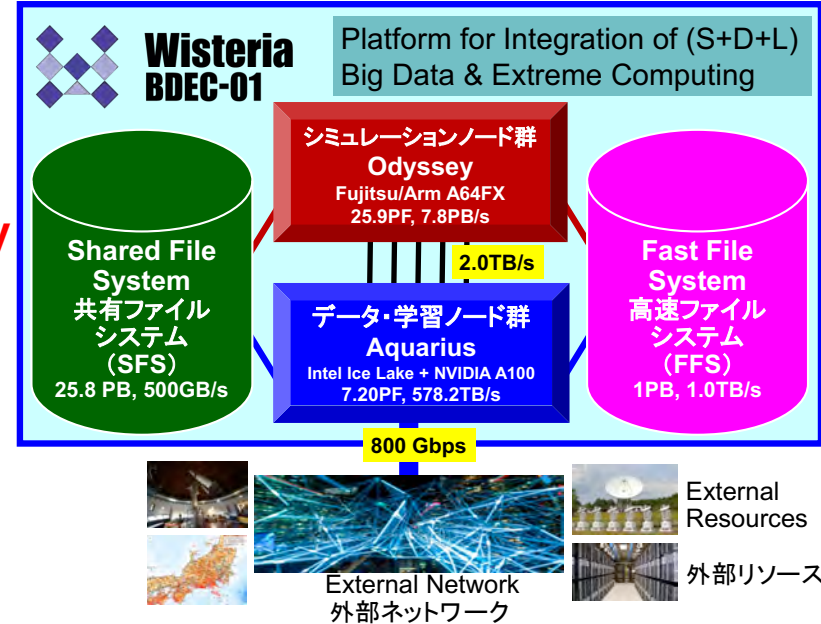 Wisteria
BDEC-01
Platform for Integration of (S+D+L)
Big Data & Extreme Computing
シミュレーションノード群
Odyssey
Fujitsu/Arm A64FX
25.9PF, 7.8PB/s
y
Shared File
System
共有ファイル
システム
(SFS)
25.8 PB, 500GB/s
2.0TB/s
Fast File
System
高速ファイル
システム
(FFS)
1PB, 1.0TB/s
データ・学習ノード群
Aquarius
Intel Ice Lake + NVIDIA A100
7.20PF, 578.2TB/s
800 Gbps
External
Resources
外部リソース
External Network
外部ネットワーク